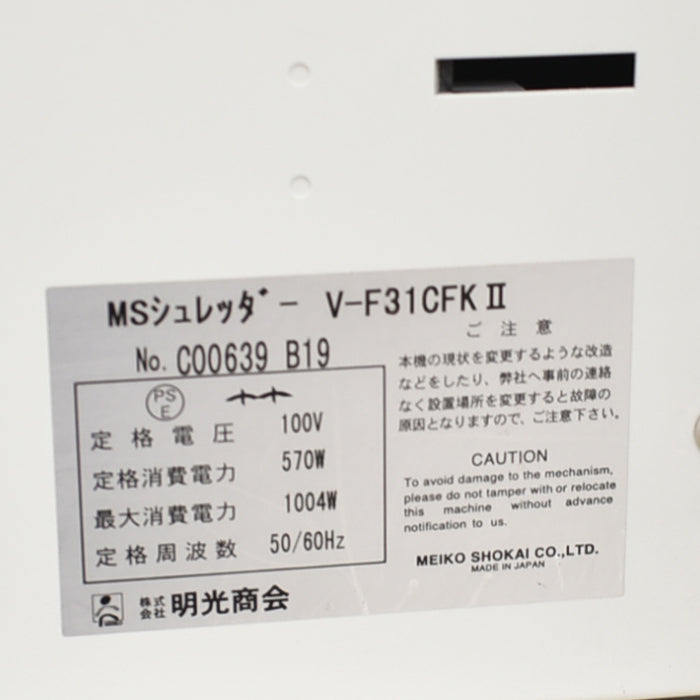 MSシュレッダー V-F31CFKⅡ
No. C00639 B19
PS
E
定格電圧 100V
定格消費電力 570W
最大消費電力 1004W
定格周波数 50/60Hz
株式
会社 明光商会
ご注意
本機の現状を変更するような改造
などをしたり、弊社へ事前の連絡
なく設置場所を変更すると故障の
原因となりますので、ご注意下さい。
CAUTION
To avoid damage to the mechanism,
please do not tamper with or relocate
this machine without advance
notification to us.
MEIKO SHOKAI CO.,LTD.
MADE IN JAPAN